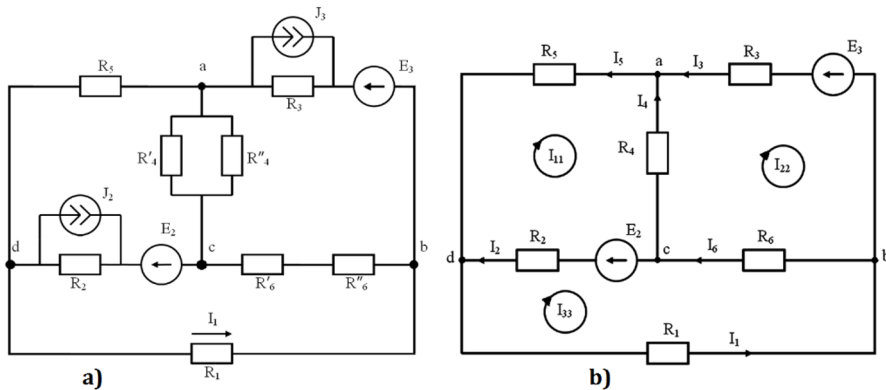 J₃
R₅
a
E₃
R₃
R'₄
R''₄
J₂
E₂
d
c
b
R₂
R'₆
R''₆
I₁
R₁
a)
R₅
I₅
a
I₃
R₃
E₃
I₄
I₁₁
R₄
I₂₂
d
I₂
R₂
E₂
c
I₆
R₆
b
I₃₃
R₁
I₁
b)